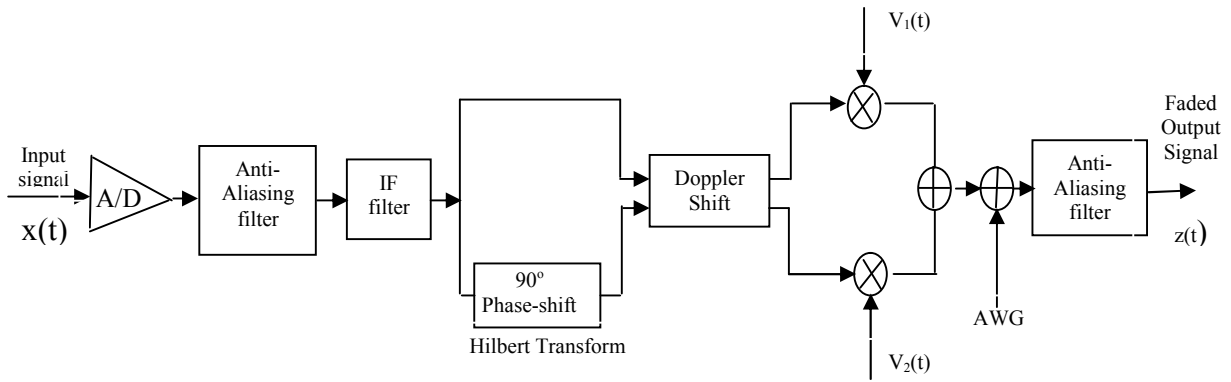 V₁(t)
Input
signal
x(t)
A/D
Anti-
Aliasing
filter
IF
filter
90º
Phase-shift
Hilbert Transform
Doppler
Shift
V₂(t)
AWG
Anti-
Aliasing
filter
Faded
Output
Signal
z(t)